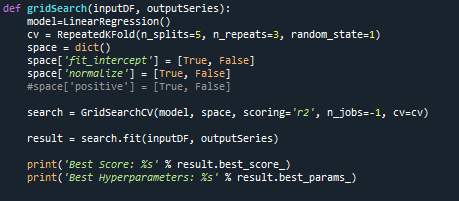 def gridSearch(inputDF, outputSeries):
    model=LinearRegression()
    cv = RepeatedKFold(n_splits=5, n_repeats=3, random_state=1)
    space = dict()
    space['fit_intercept'] = [True, False]
    space['normalize'] = [True, False]
    #space['positive'] = [True, False]
    search = GridSearchCV(model, space, scoring='r2', n_jobs=-1, cv=cv)
    result = search.fit(inputDF, outputSeries)
    print('Best Score: %s' % result.best_score_)
    print('Best Hyperparameters: %s' % result.best_params_)